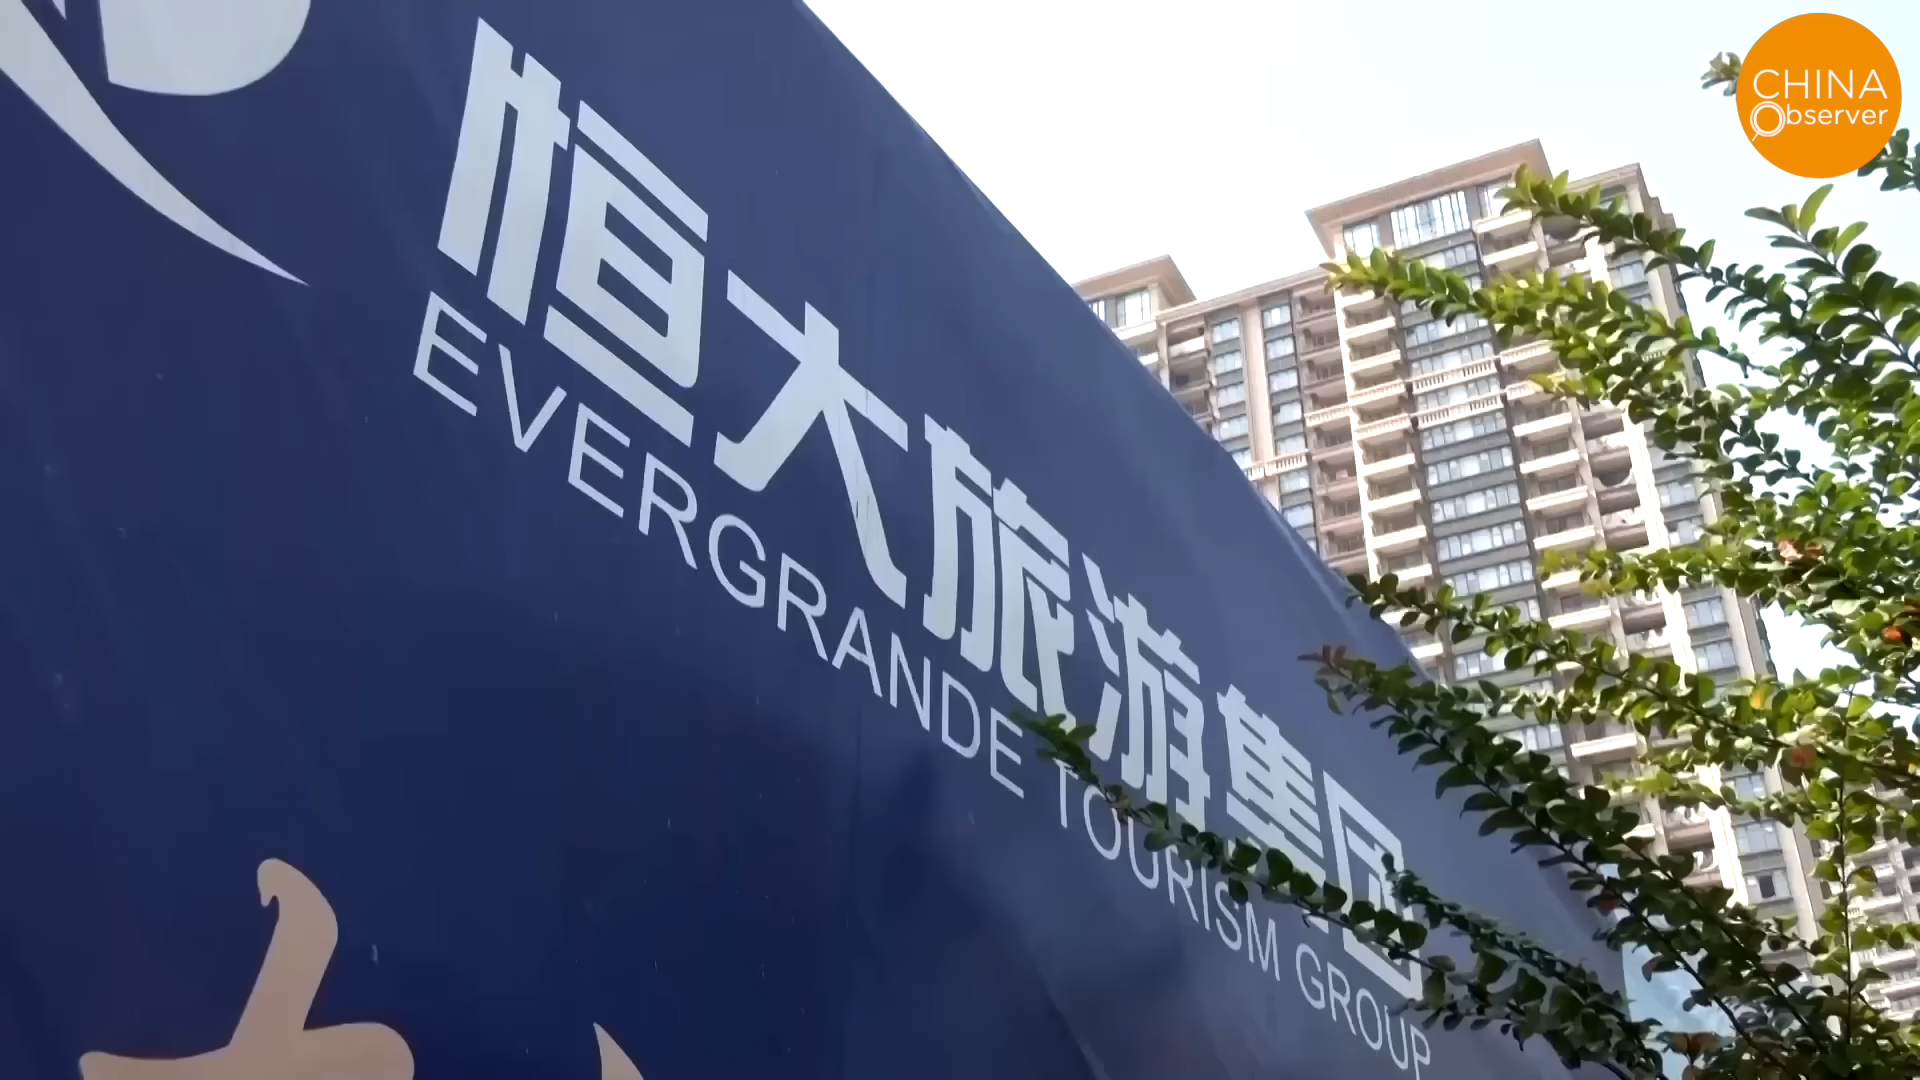 恒大旅游集团
EVERGRANDE TOURISM GROUP
CHINA
Observer